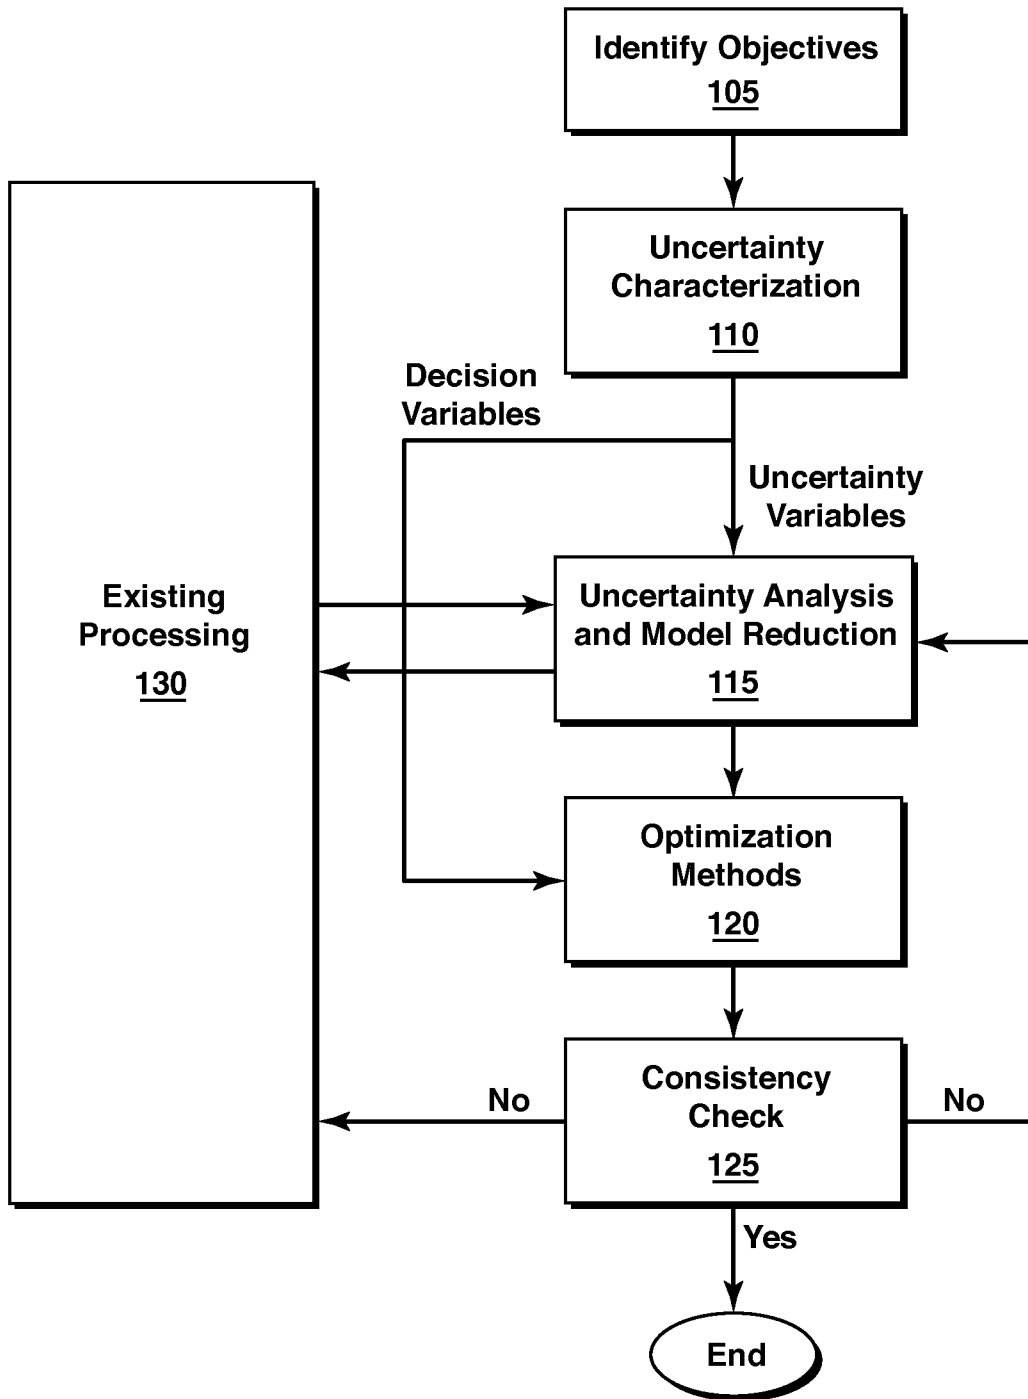 Identify Objectives
105
Uncertainty
Characterization
110
Decision
Variables
Uncertainty
Variables
Existing
Processing
130
Uncertainty Analysis
and Model Reduction
115
Optimization
Methods
120
Consistency
Check
125
No
No
Yes
End